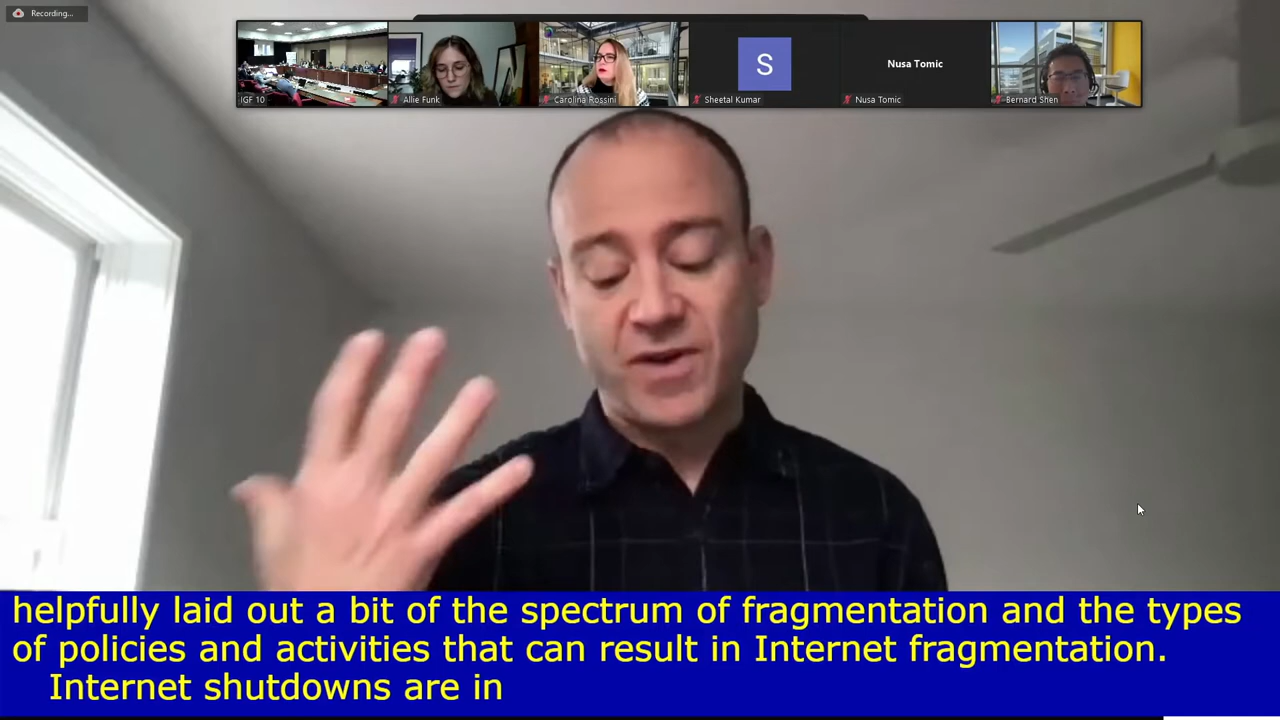 Recording...
IGF 10
Allie Funk
Carolina Rossini
S
Sheetal Kumar
Nusa Tomic
Nusa Tomic
Bernard Shen
helpfully laid out a bit of the spectrum of fragmentation and the types
of policies and activities that can result in Internet fragmentation.
Internet shutdowns are in